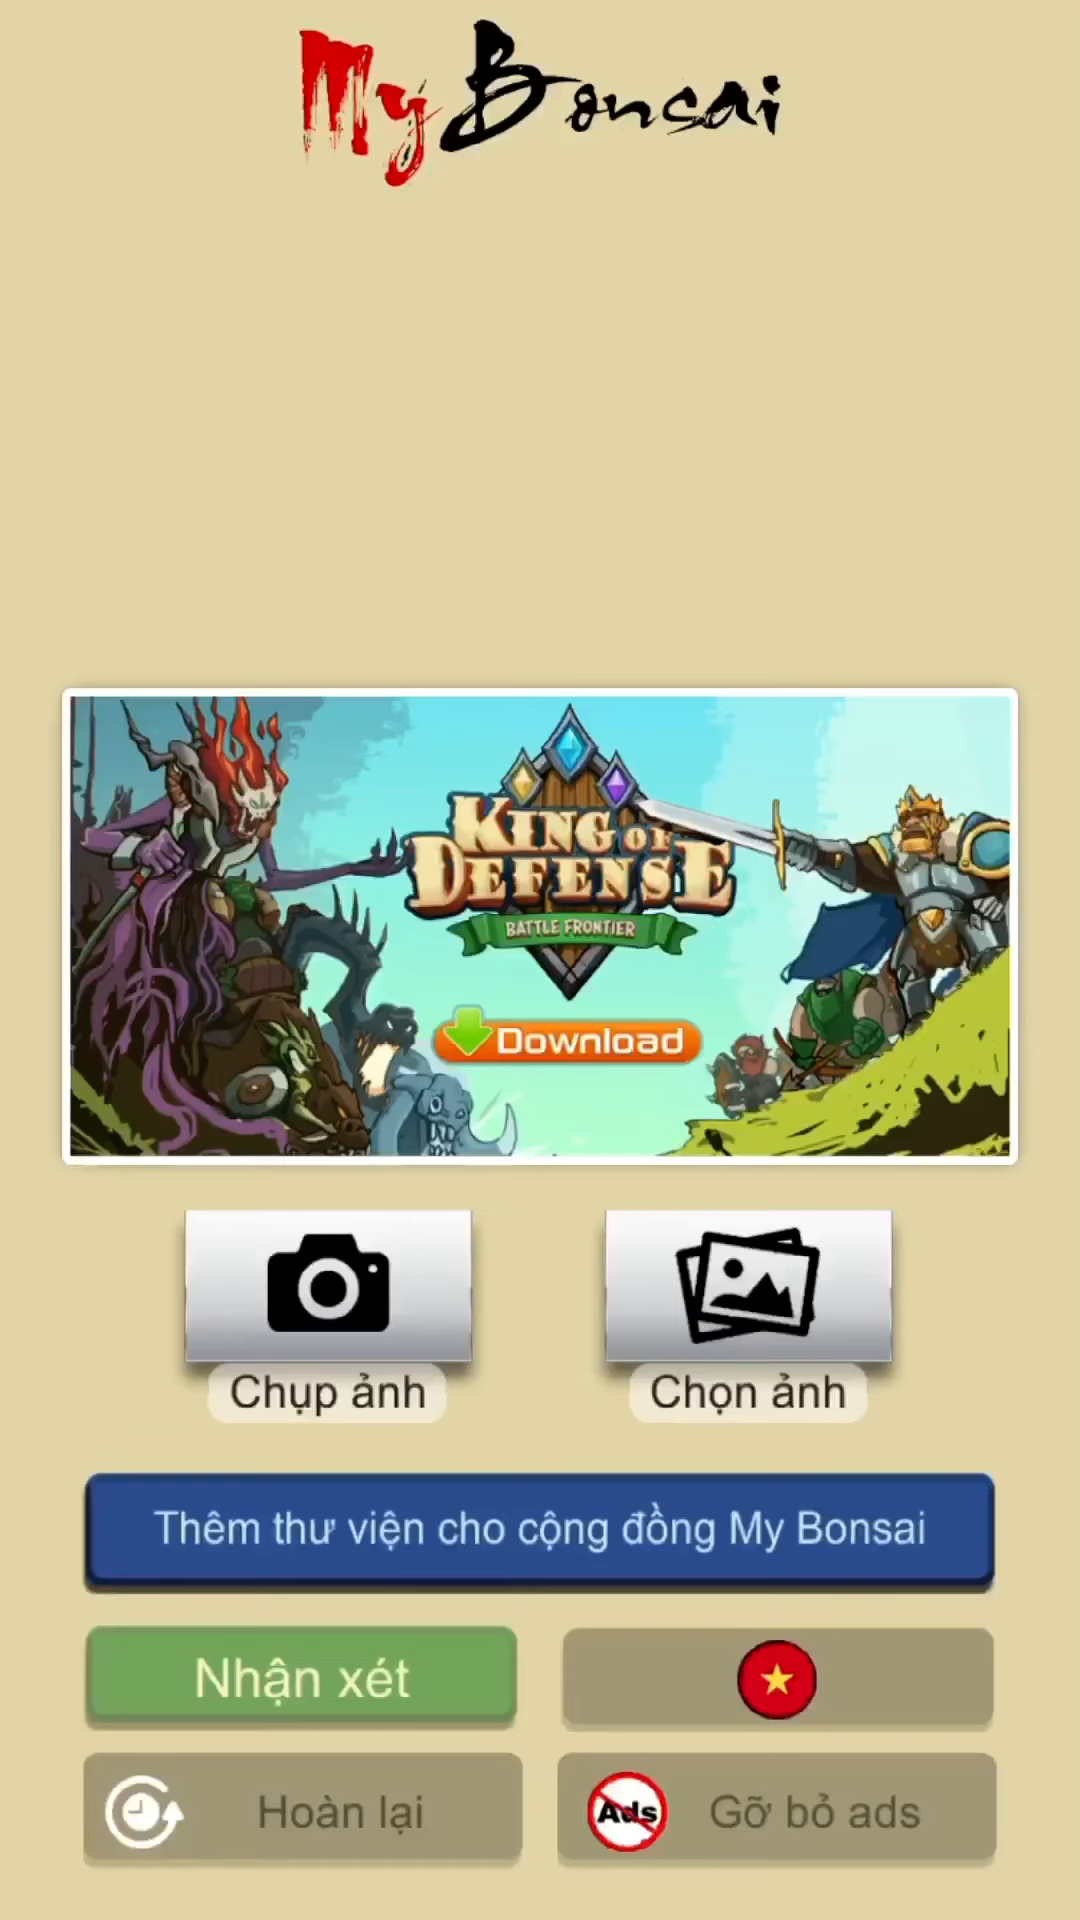 My Bonsai
KING OF
DEFENSE
BATTLE FRONTIER
Download
Chụp ảnh
Chọn ảnh
Thêm thư viện cho cộng đồng My Bonsai
Nhận xét
Hoàn lại
Ads
Gỡ bỏ ads